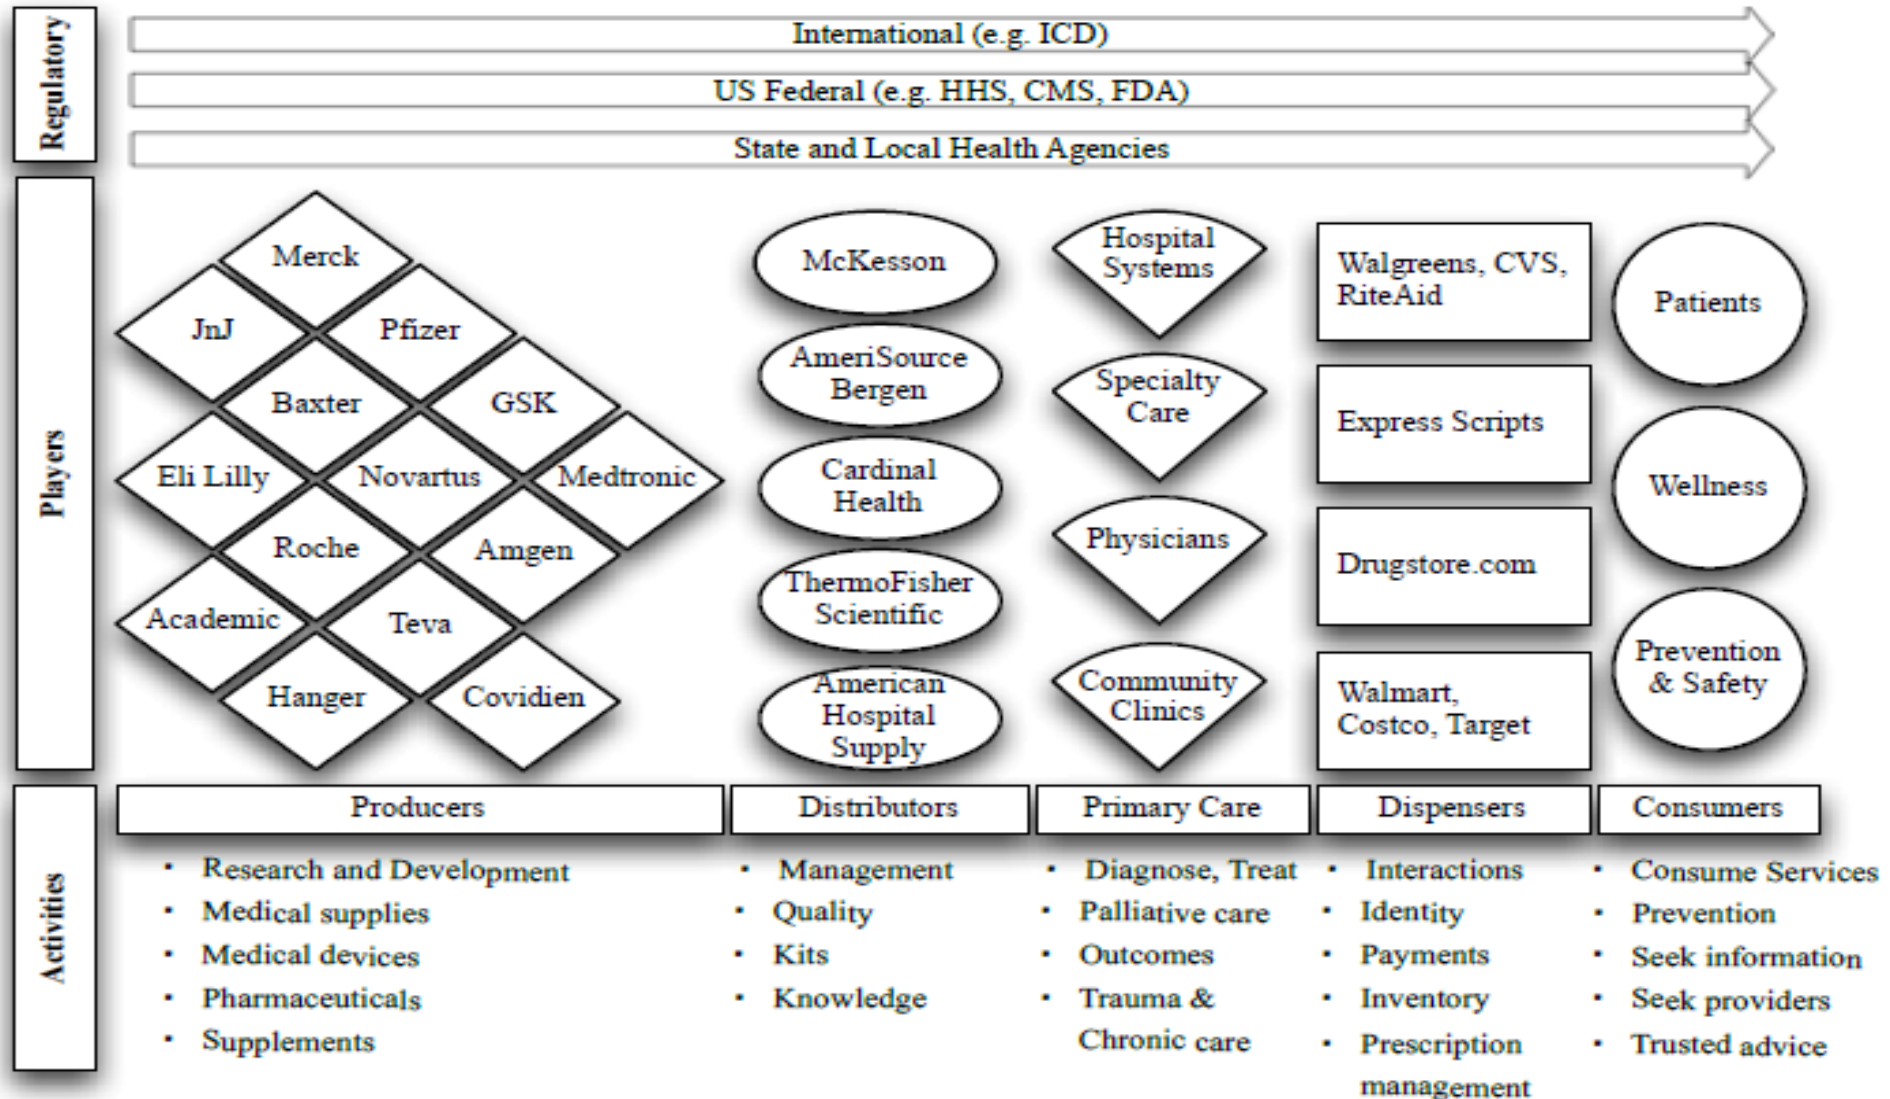 Regulatory
International (e.g. ICD)
US Federal (e.g. HHS, CMS, FDA)
State and Local Health Agencies
Players
Merck
JnJ
Pfizer
Baxter
GSK
Eli Lilly
Novartus
Medtronic
Roche
Amgen
Academic
Teva
Hanger
Covidien
McKesson
AmeriSource
Bergen
Cardinal
Health
ThermoFisher
Scientific
American
Hospital
Supply
Hospital
Systems
Specialty
Care
Physicians
Community
Clinics
Walgreens, CVS,
RiteAid
Express Scripts
Drugstore.com
Walmart,
Costco, Target
Patients
Wellness
Prevention
& Safety
Activities
Producers
· Research and Development
· Medical supplies
· Medical devices
· Pharmaceuticals
· Supplements
Distributors
· Management
· Quality
· Kits
· Knowledge
Primary Care
· Diagnose, Treat
· Palliative care
· Outcomes
· Trauma &
Chronic care
Dispensers
· Interactions
· Identity
· Payments
· Inventory
· Prescription
management
Consumers
· Consume Services
· Prevention
· Seek information
· Seek providers
· Trusted advice